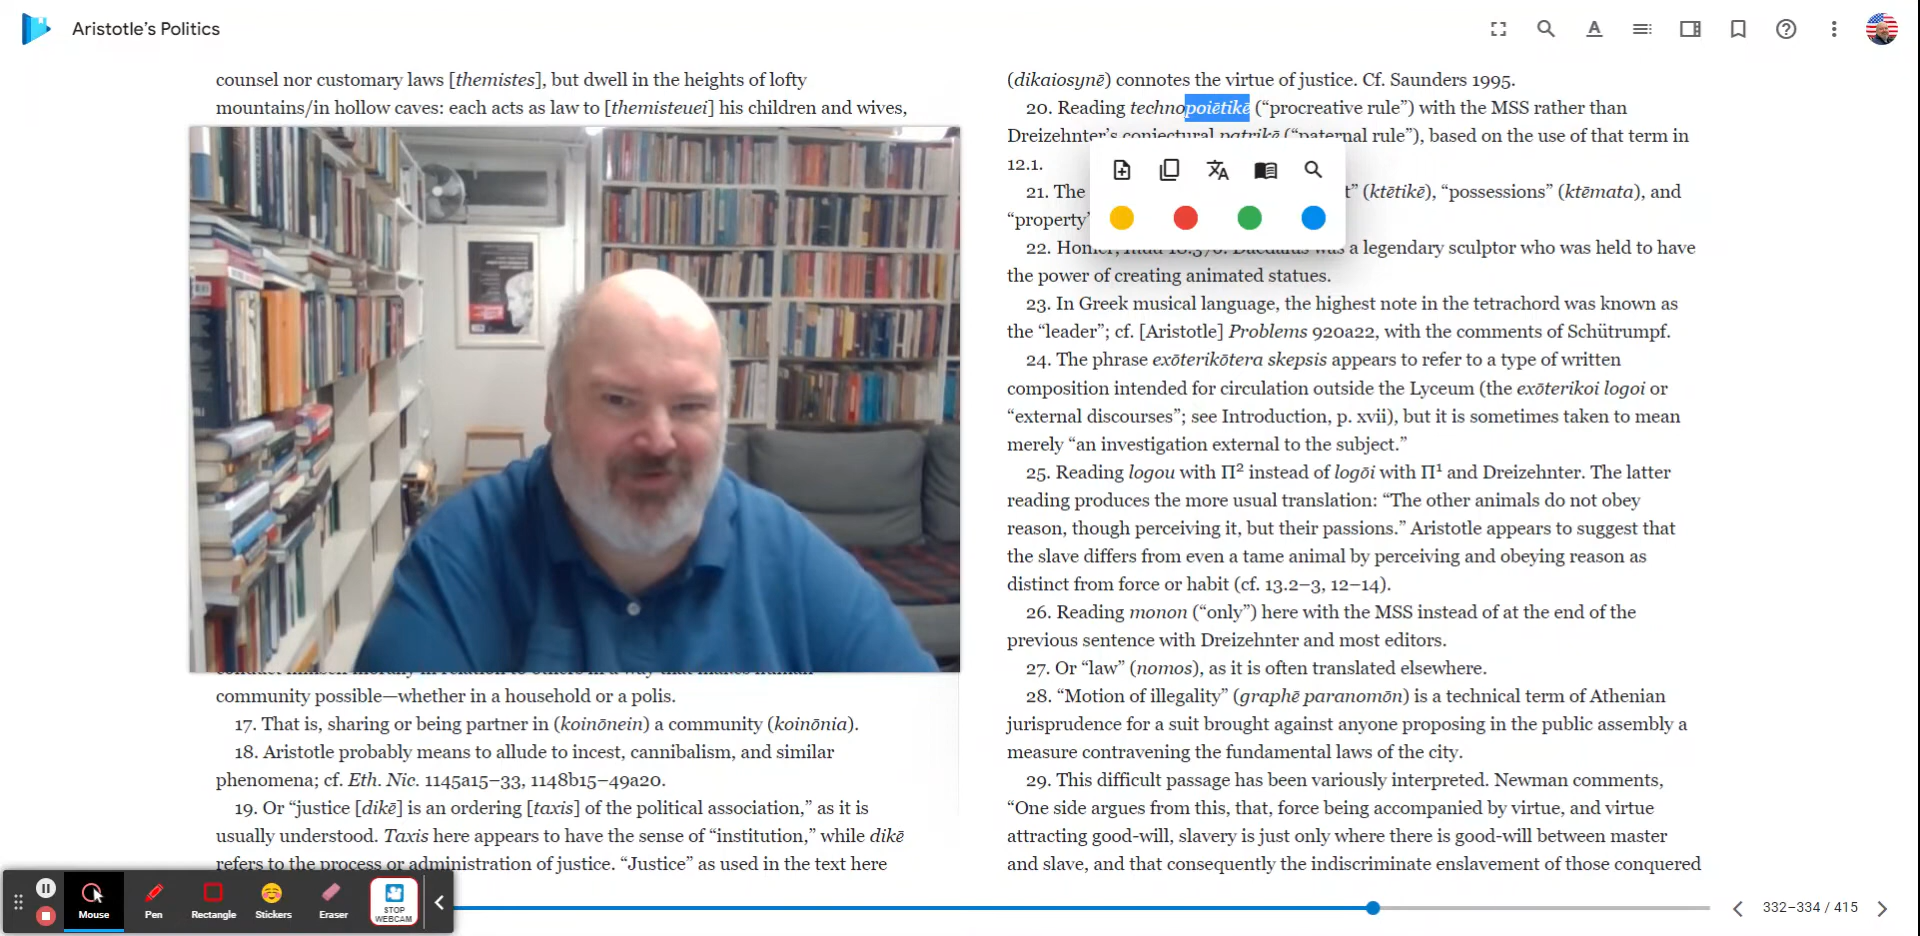 Aristotle’s Politics
counsel nor customary laws [themistes], but dwell in the heights of lofty
mountains/in hollow caves: each acts as law to [themisteuei] his children and wives,
community possible—whether in a household or a polis.
17. That is, sharing or being partner in (koinōnein) a community (koinōnia).
18. Aristotle probably means to allude to incest, cannibalism, and similar
phenomena; cf. Eth. Nic. 1145a15–33, 1148b15–49a20.
19. Or “justice [dikē] is an ordering [taxis] of the political association,” as it is
usually understood. Taxis here appears to have the sense of “institution,” while dikē
refers to the process or administration of justice. “Justice” as used in the text here
(dikaiosynē) connotes the virtue of justice. Cf. Saunders 1995.
20. Reading technopoiētikē (“procreative rule”) with the MSS rather than
Dreizehnter’s conjectural patrikē (“paternal rule”), based on the use of that term in
12.1.
21. The t” (ktētikē), “possessions” (ktēmata), and
“property”
22. Homer, Iliad 18.376. Daedalus was a legendary sculptor who was held to have
the power of creating animated statues.
23. In Greek musical language, the highest note in the tetrachord was known as
the “leader”; cf. [Aristotle] Problems 920a22, with the comments of Schütrumpf.
24. The phrase exōterikōtera skepsis appears to refer to a type of written
composition intended for circulation outside the Lyceum (the exōterikoi logoi or
“external discourses”; see Introduction, p. xvii), but it is sometimes taken to mean
merely “an investigation external to the subject.”
25. Reading logou with Π² instead of logōi with Π¹ and Dreizehnter. The latter
reading produces the more usual translation: “The other animals do not obey
reason, though perceiving it, but their passions.” Aristotle appears to suggest that
the slave differs from even a tame animal by perceiving and obeying reason as
distinct from force or habit (cf. 13.2–3, 12–14).
26. Reading monon (“only”) here with the MSS instead of at the end of the
previous sentence with Dreizehnter and most editors.
27. Or “law” (nomos), as it is often translated elsewhere.
28. “Motion of illegality” (graphē paranomōn) is a technical term of Athenian
jurisprudence for a suit brought against anyone proposing in the public assembly a
measure contravening the fundamental laws of the city.
29. This difficult passage has been variously interpreted. Newman comments,
“One side argues from this, that, force being accompanied by virtue, and virtue
attracting good-will, slavery is just only where there is good-will between master
and slave, and that consequently the indiscriminate enslavement of those conquered
Mouse
Pen
Rectangle
Stickers
Eraser
STOP
WEBCAM
332–334 / 415